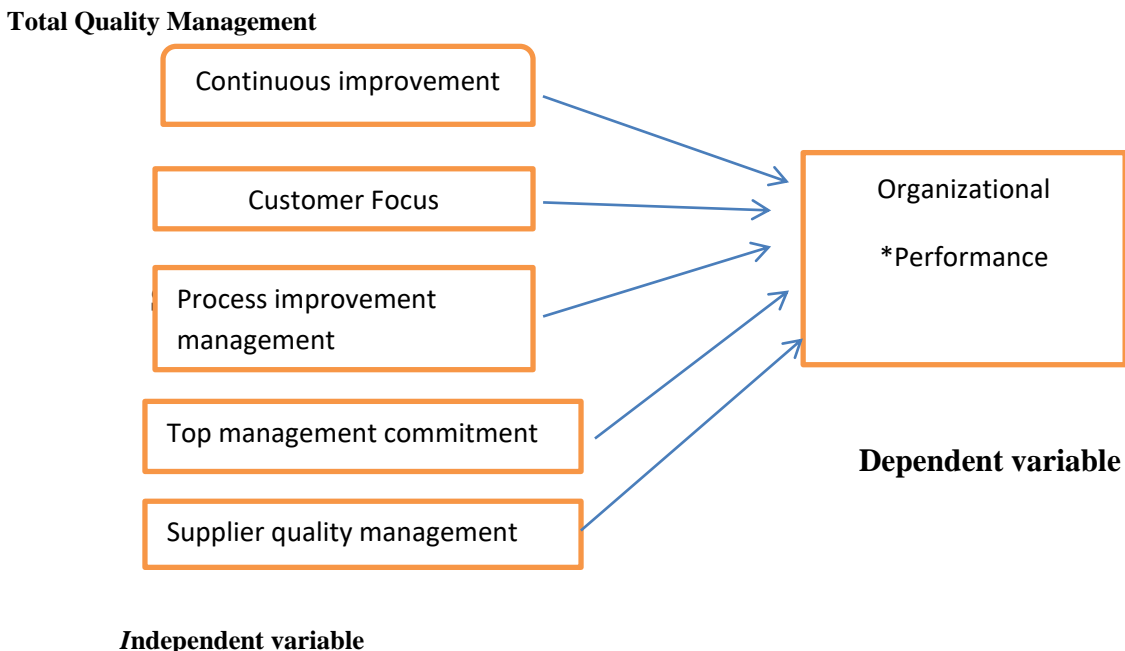 Total Quality Management
Continuous improvement
Customer Focus
Process improvement
management
Top management commitment
Supplier quality management
Organizational
*Performance
Dependent variable
Independent variable